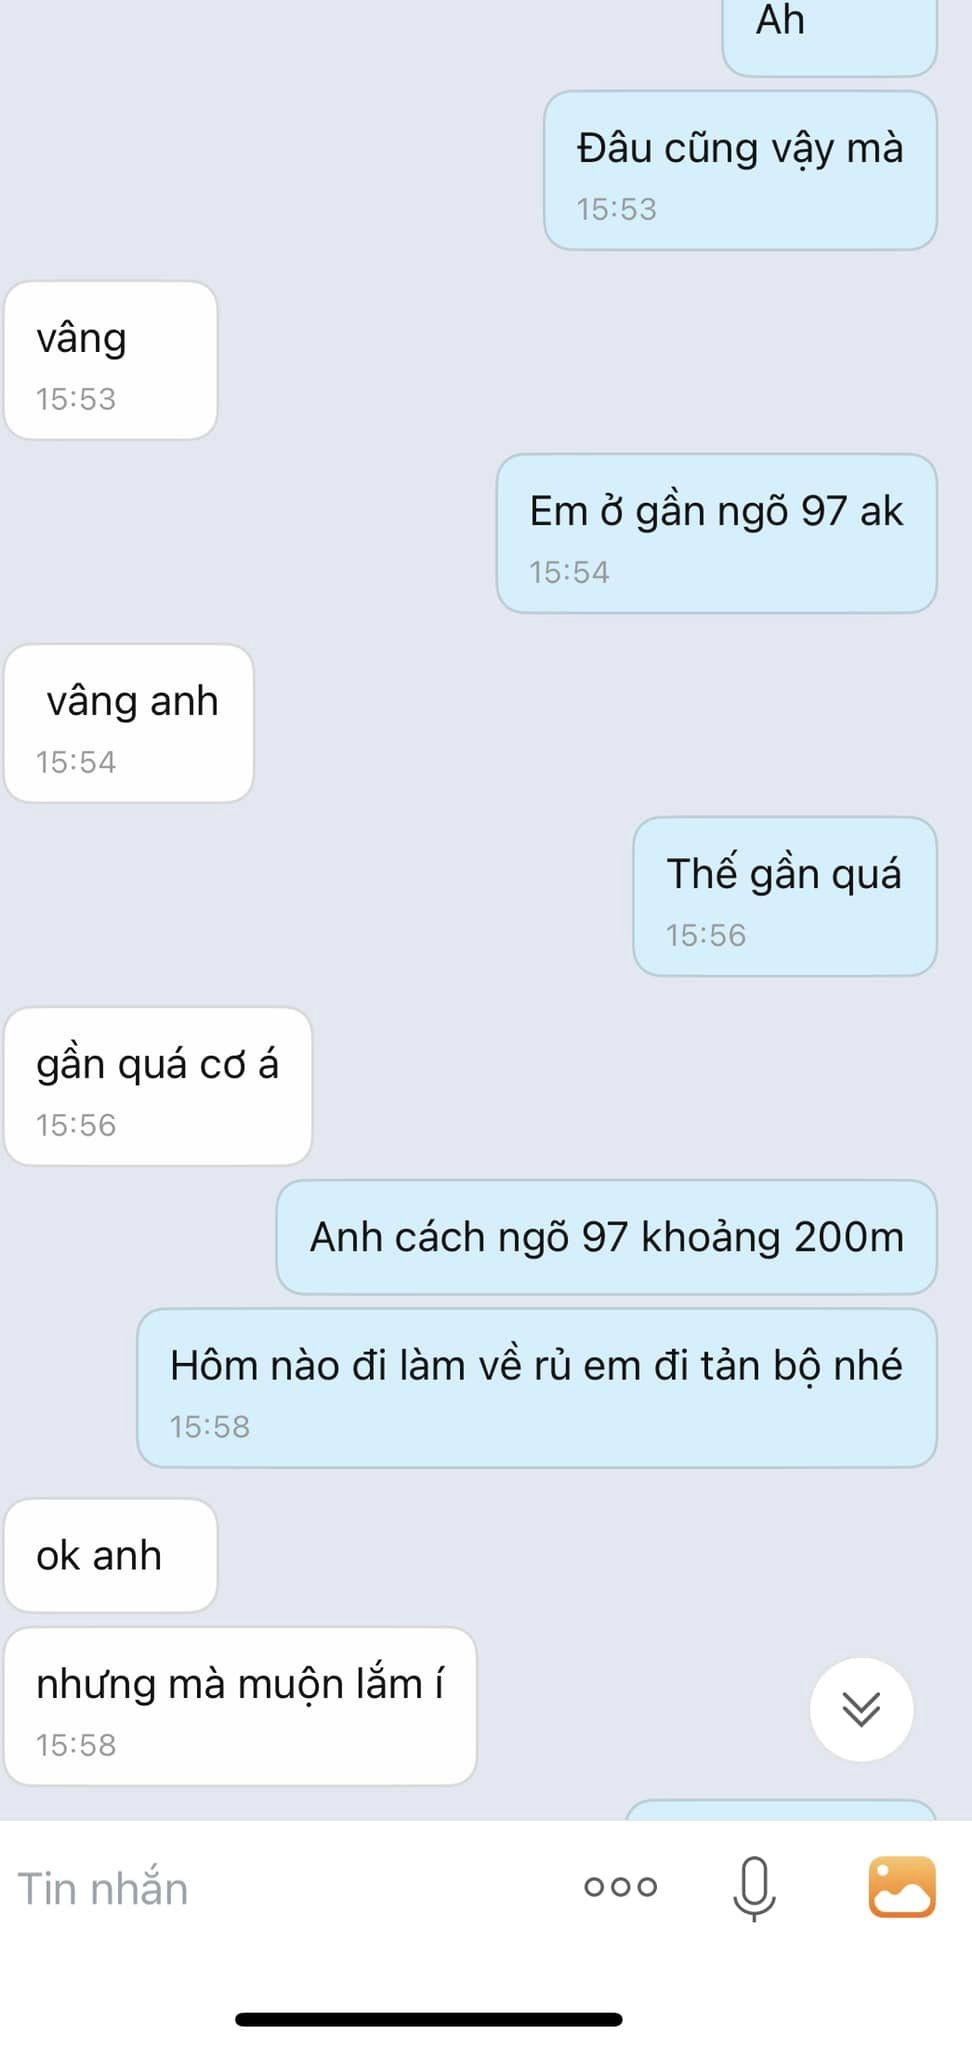 Ah
Đâu cũng vậy mà
15:53
vâng
15:53
Em ở gần ngõ 97 ak
15:54
vâng anh
15:54
Thế gần quá
15:56
gần quá cơ á
15:56
Anh cách ngõ 97 khoảng 200m
Hôm nào đi làm về rủ em đi tản bộ nhé
15:58
ok anh
nhưng mà muộn lắm í
15:58
Tin nhắn